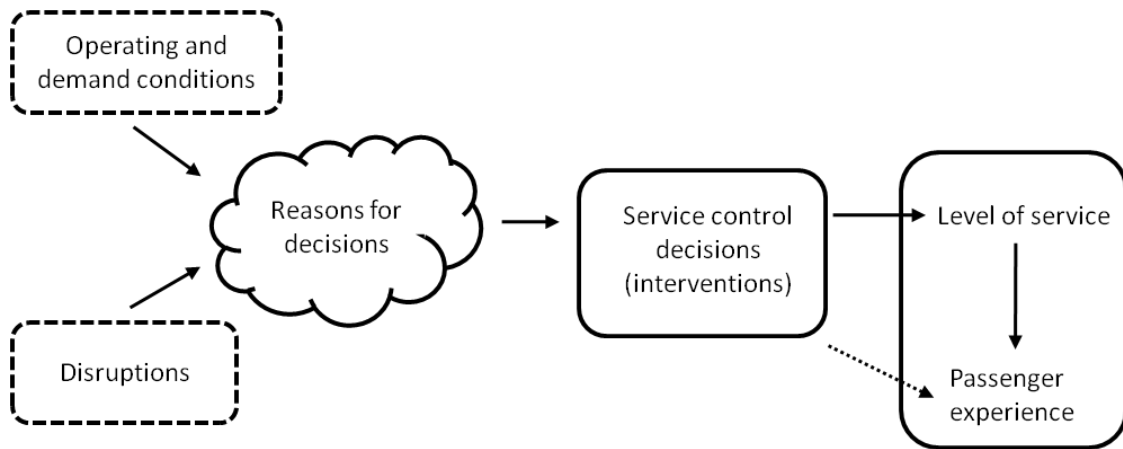 Operating and
demand conditions
Reasons for
decisions
Disruptions
Service control
decisions
(interventions)
Level of service
Passenger
experience